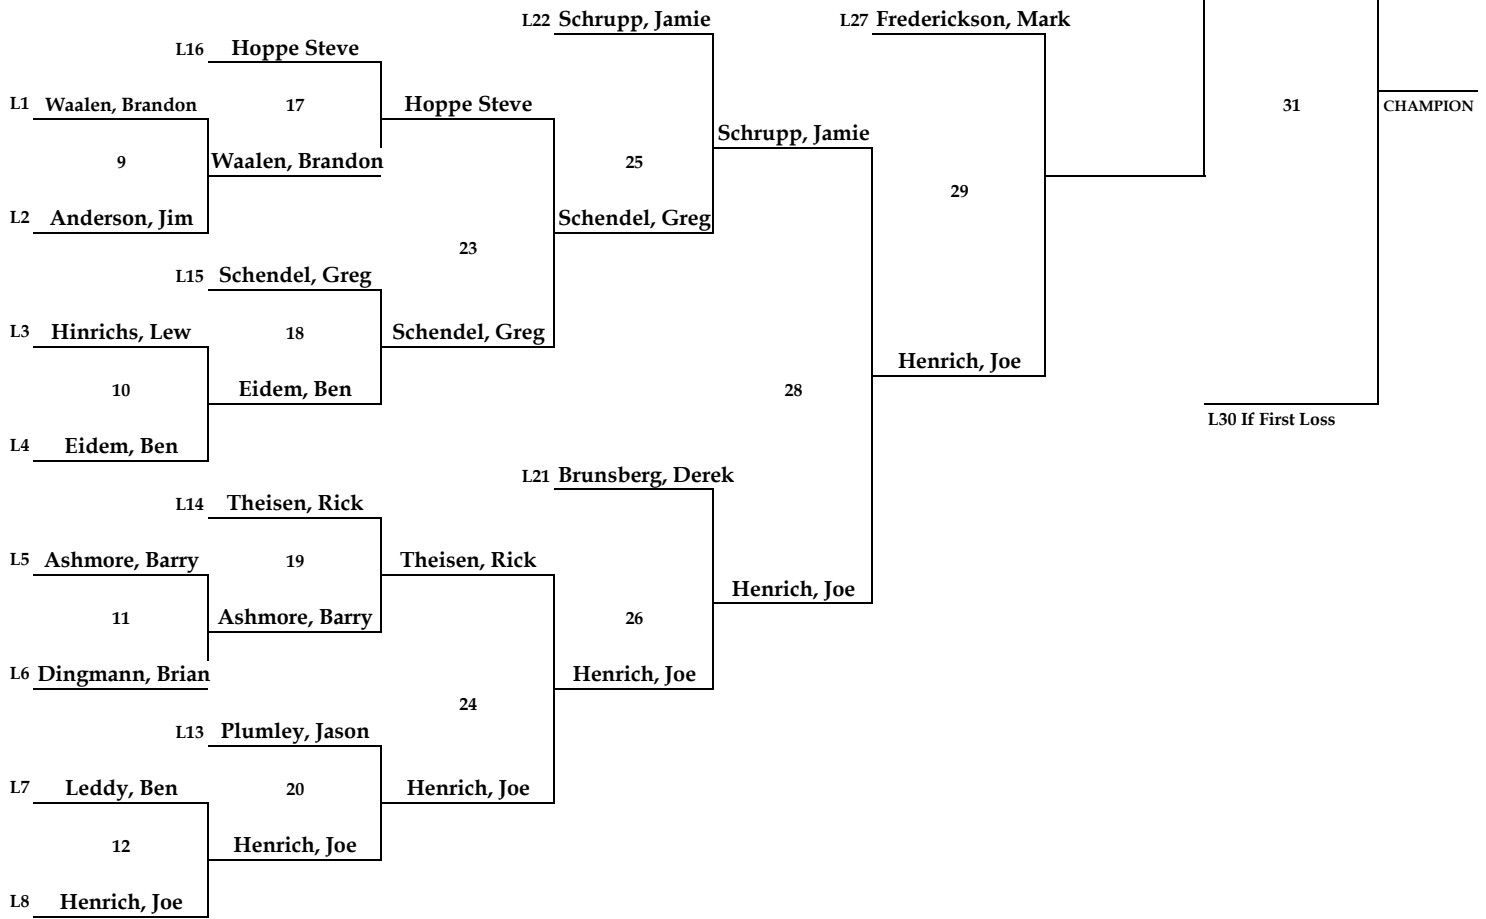 L22 Schrupp, Jamie
L27 Frederickson, Mark
L16 Hoppe Steve
L1 Waalen, Brandon
17
Hoppe Steve
31
CHAMPION
Schrupp, Jamie
9
Waalen, Brandon
25
29
L2 Anderson, Jim
Schendel, Greg
23
L15 Schendel, Greg
L3 Hinrichs, Lew
18
Schendel, Greg
Henrich, Joe
10
Eidem, Ben
28
L30 If First Loss
L4 Eidem, Ben
L21 Brunsberg, Derek
L14 Theisen, Rick
L5 Ashmore, Barry
19
Theisen, Rick
Henrich, Joe
11
Ashmore, Barry
26
L6 Dingmann, Brian
Henrich, Joe
24
L13 Plumley, Jason
L7 Leddy, Ben
20
Henrich, Joe
12
Henrich, Joe
L8 Henrich, Joe